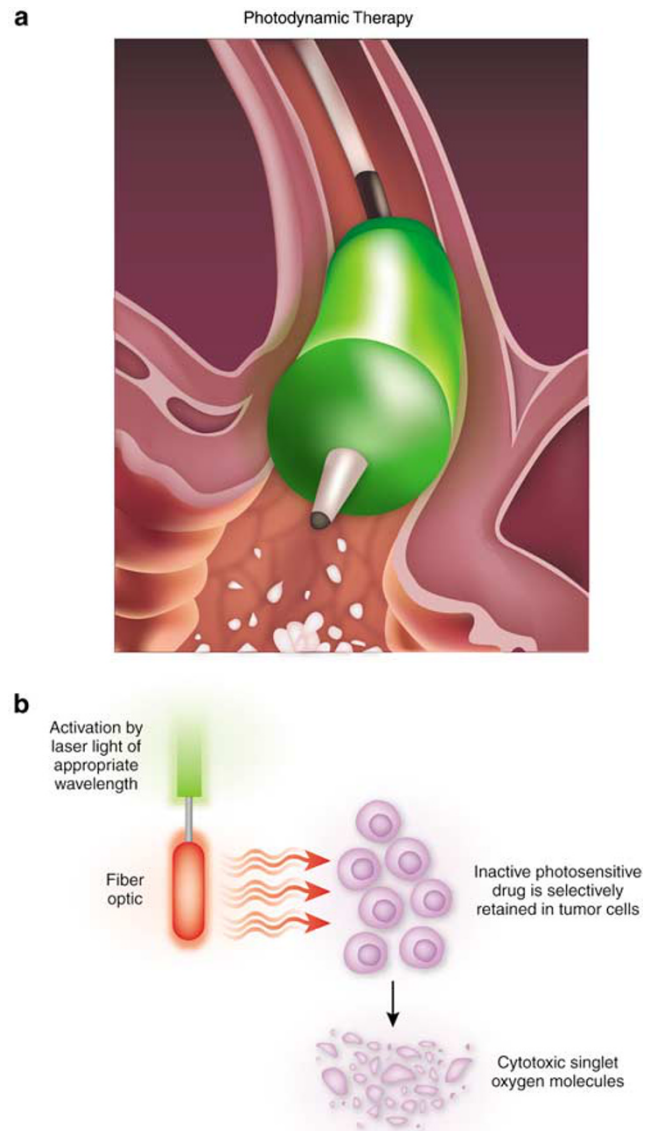 a
Photodynamic Therapy
b
Activation by
laser light of
appropriate
wavelength
Fiber
optic
Inactive photosensitive
drug is selectively
retained in tumor cells
Cytotoxic singlet
oxygen molecules